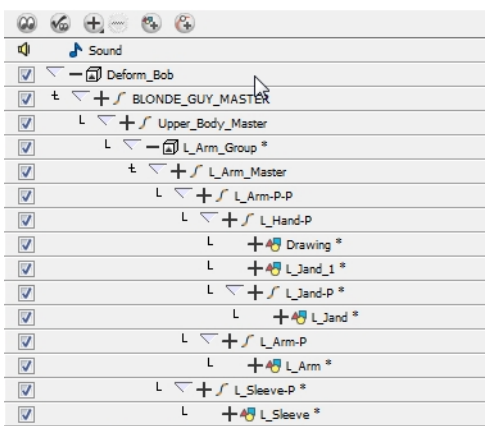 Sound
Deform_Bob
BLONDE_GUY_MASTER
Upper_Body_Master
L_Arm_Group *
L_Arm_Master
L_Arm-P-P
L_Hand-P
Drawing *
L_Jand_1 *
L_Jand-P *
L_Jand *
L_Arm-P
L_Arm *
L_Sleeve-P *
L_Sleeve *